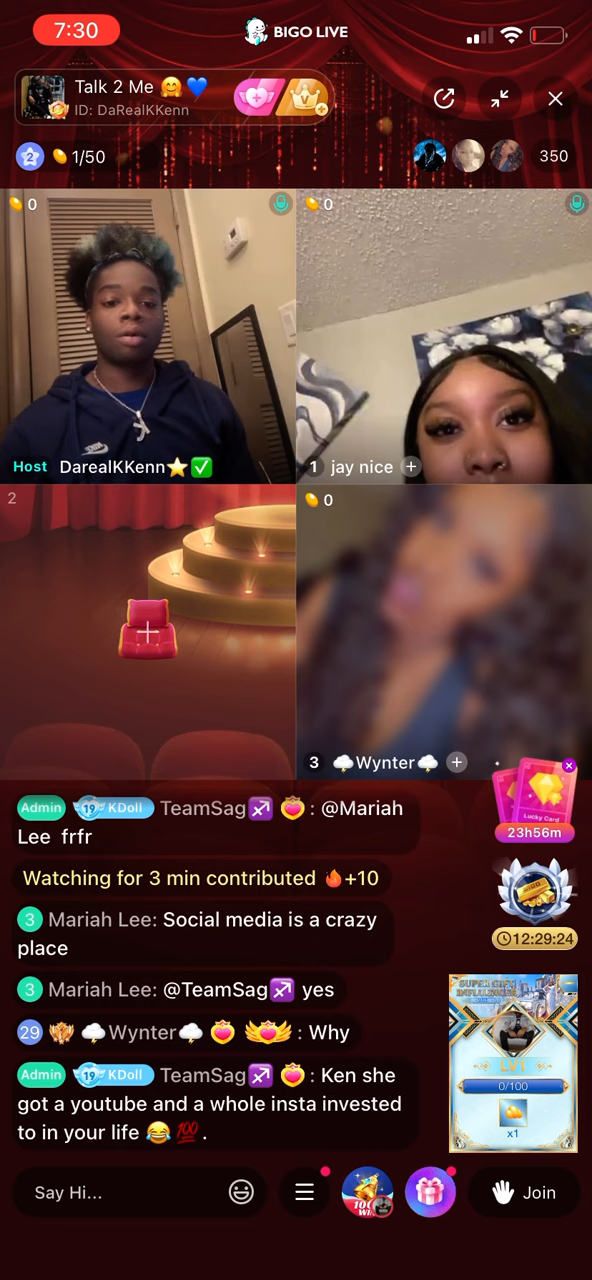 7:30
BIGO LIVE
Talk 2 Me 🤗💙
ID: DaRealKKenn
2 1/50
350
0
0
Host DarealKKenn⭐✅
1 jay nice +
2
0
3 🌩Wynter🌩 +
Lucky Card
23h56m
Admin 19 KDoll TeamSag♐ : @Mariah
Lee frfr
Watching for 3 min contributed 🔥+10
3 Mariah Lee: Social media is a crazy
place
12:29:24
3 Mariah Lee: @TeamSag♐ yes
29 🌩Wynter🌩 : Why
Admin 19 KDoll TeamSag♐ : Ken she
got a youtube and a whole insta invested
to in your life 😂💯 .
LV1
0/100
x1
Say Hi...
Join